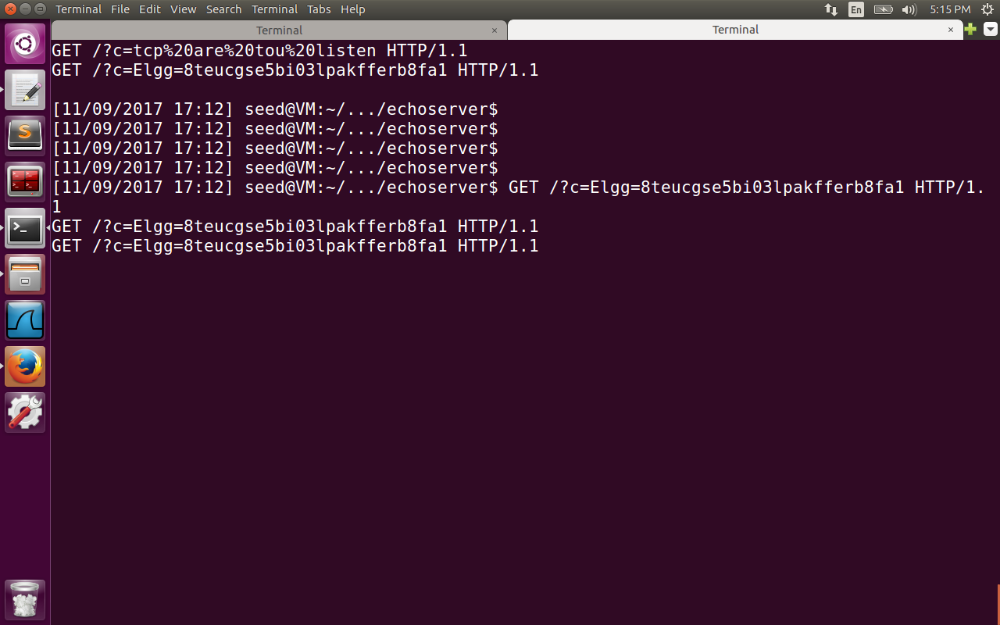 Terminal File Edit View Search Terminal Tabs Help En 5:15 PM
Terminal × Terminal ×
GET /?c=tcp%20are%20tou%20listen HTTP/1.1
GET /?c=Elgg=8teucgse5bi03lpakfferb8fa1 HTTP/1.1
[11/09/2017 17:12] seed@VM:~/.../echoserver$
[11/09/2017 17:12] seed@VM:~/.../echoserver$
[11/09/2017 17:12] seed@VM:~/.../echoserver$
[11/09/2017 17:12] seed@VM:~/.../echoserver$
[11/09/2017 17:12] seed@VM:~/.../echoserver$ GET /?c=Elgg=8teucgse5bi03lpakfferb8fa1 HTTP/1.
1
GET /?c=Elgg=8teucgse5bi03lpakfferb8fa1 HTTP/1.1
GET /?c=Elgg=8teucgse5bi03lpakfferb8fa1 HTTP/1.1